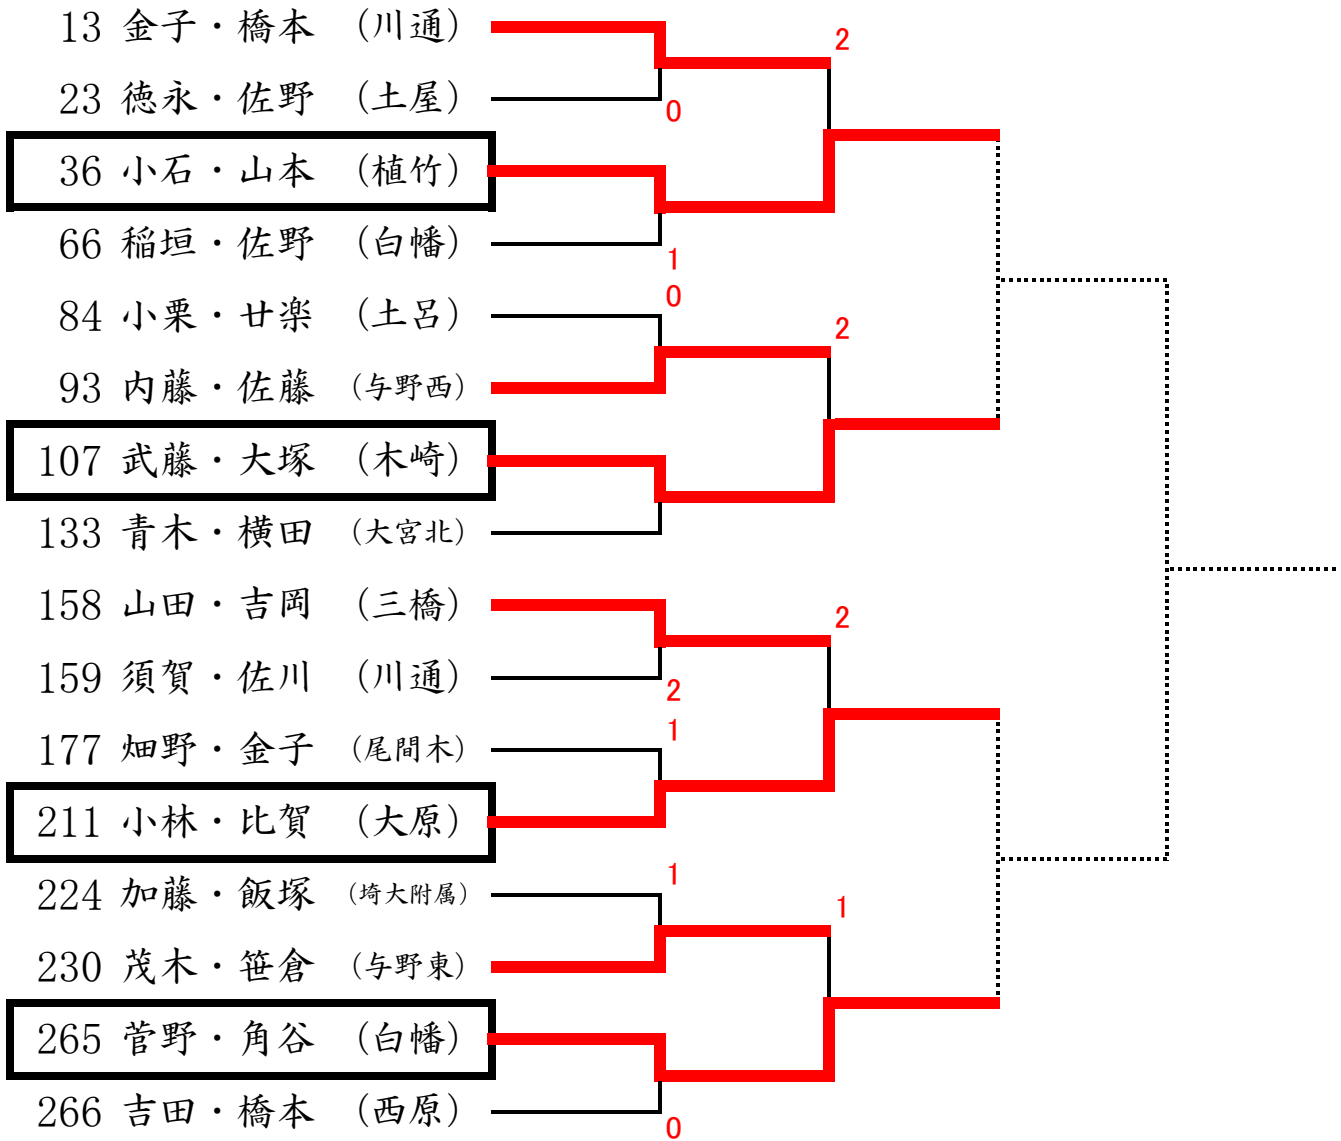 13 金子・橋本 （川通）
2
23 徳永・佐野 （土屋）
0
36 小石・山本 （植竹）
66 稲垣・佐野 （白幡）
1
0
84 小栗・廿楽 （土呂）
2
93 内藤・佐藤 （与野西）
107 武藤・大塚 （木崎）
133 青木・横田 （大宮北）
158 山田・吉岡 （三橋）
2
159 須賀・佐川 （川通）
2
1
177 畑野・金子 （尾間木）
211 小林・比賀 （大原）
1
224 加藤・飯塚 （埼大附属）
1
230 茂木・笹倉 （与野東）
265 菅野・角谷 （白幡）
266 吉田・橋本 （西原）
0